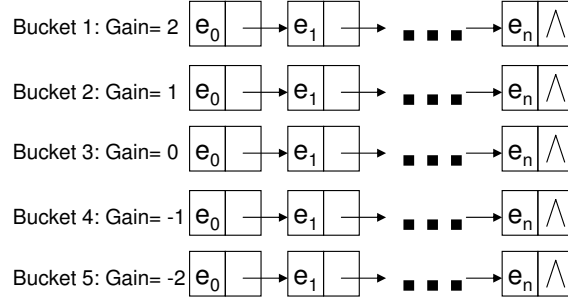 Bucket 1: Gain= 2 e0 e1 en Λ
Bucket 2: Gain= 1 e0 e1 en Λ
Bucket 3: Gain= 0 e0 e1 en Λ
Bucket 4: Gain= -1 e0 e1 en Λ
Bucket 5: Gain= -2 e0 e1 en Λ